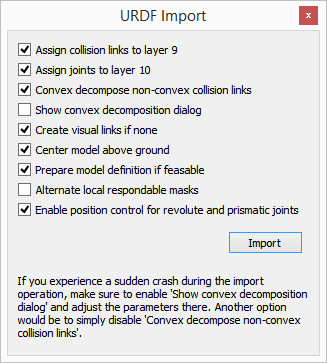 URDF Import
x
Assign collision links to layer 9
Assign joints to layer 10
Convex decompose non-convex collision links
Show convex decomposition dialog
Create visual links if none
Center model above ground
Prepare model definition if feasable
Alternate local respondable masks
Enable position control for revolute and prismatic joints
Import
If you experience a sudden crash during the import
operation, make sure to enable 'Show convex decomposition
dialog' and adjust the parameters there. Another option
would be to simply disable 'Convex decompose non-convex
collision links'.